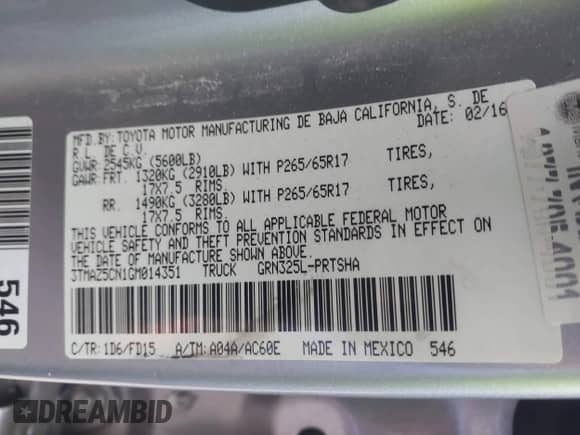 MFD.BY:TOYOTA MOTOR MANUFACTURING DE BAJA CALIFORNIA, S. DE
R.L. DE C.V. DATE: 02/16
GVWR: 2545KG (5600LB)
GAWR: FRT. 1320KG (2910LB) WITH P265/65R17 TIRES,
17X7.5 RIMS.
RR. 1490KG (3280LB) WITH P265/65R17 TIRES,
17X7.5 RIMS.
THIS VEHICLE CONFORMS TO ALL APPLICABLE FEDERAL MOTOR
VEHICLE SAFETY AND THEFT PREVENTION STANDARDS IN EFFECT ON
THE DATE OF MANUFACTURE SHOWN ABOVE.
3TMAZ5CN1GM014351 TRUCK GRN325L-PRTSHA
C/TR: 1D6/FD15 A/TM: A04A/AC60E MADE IN MEXICO 546
546
DREAMBID